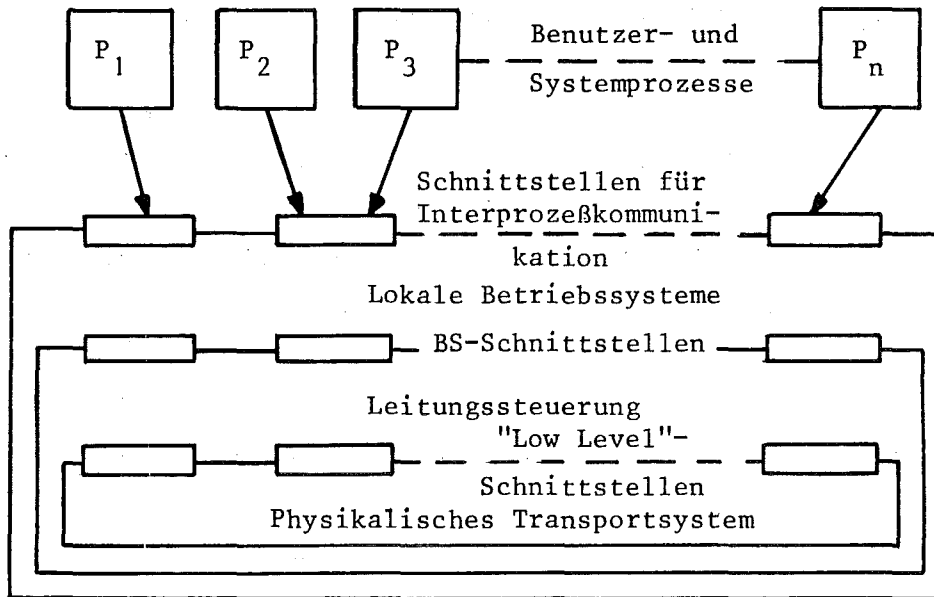 P1 P2 P3 Benutzer- und Pn
Systemprozesse
Schnittstellen für
Interprozeßkommuni-
kation
Lokale Betriebssysteme
BS-Schnittstellen
Leitungssteuerung
"Low Level"-
Schnittstellen
Physikalisches Transportsystem